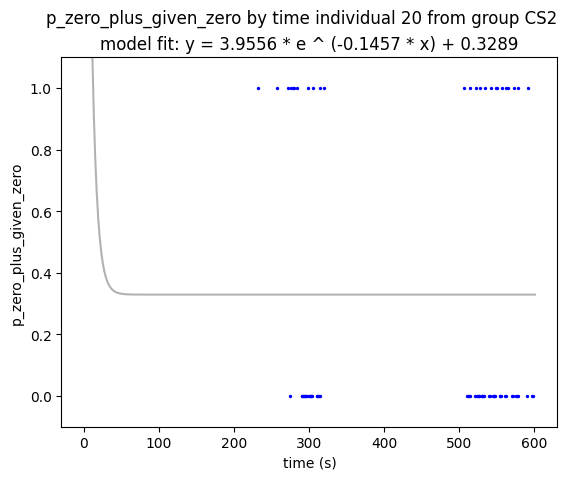 p_zero_plus_given_zero by time individual 20 from group CS2
model fit: y = 3.9556 * e ^ (-0.1457 * x) + 0.3289
1.0
0.8
0.6
0.4
0.2
0.0
p_zero_plus_given_zero
0 100 200 300 400 500 600
time (s)